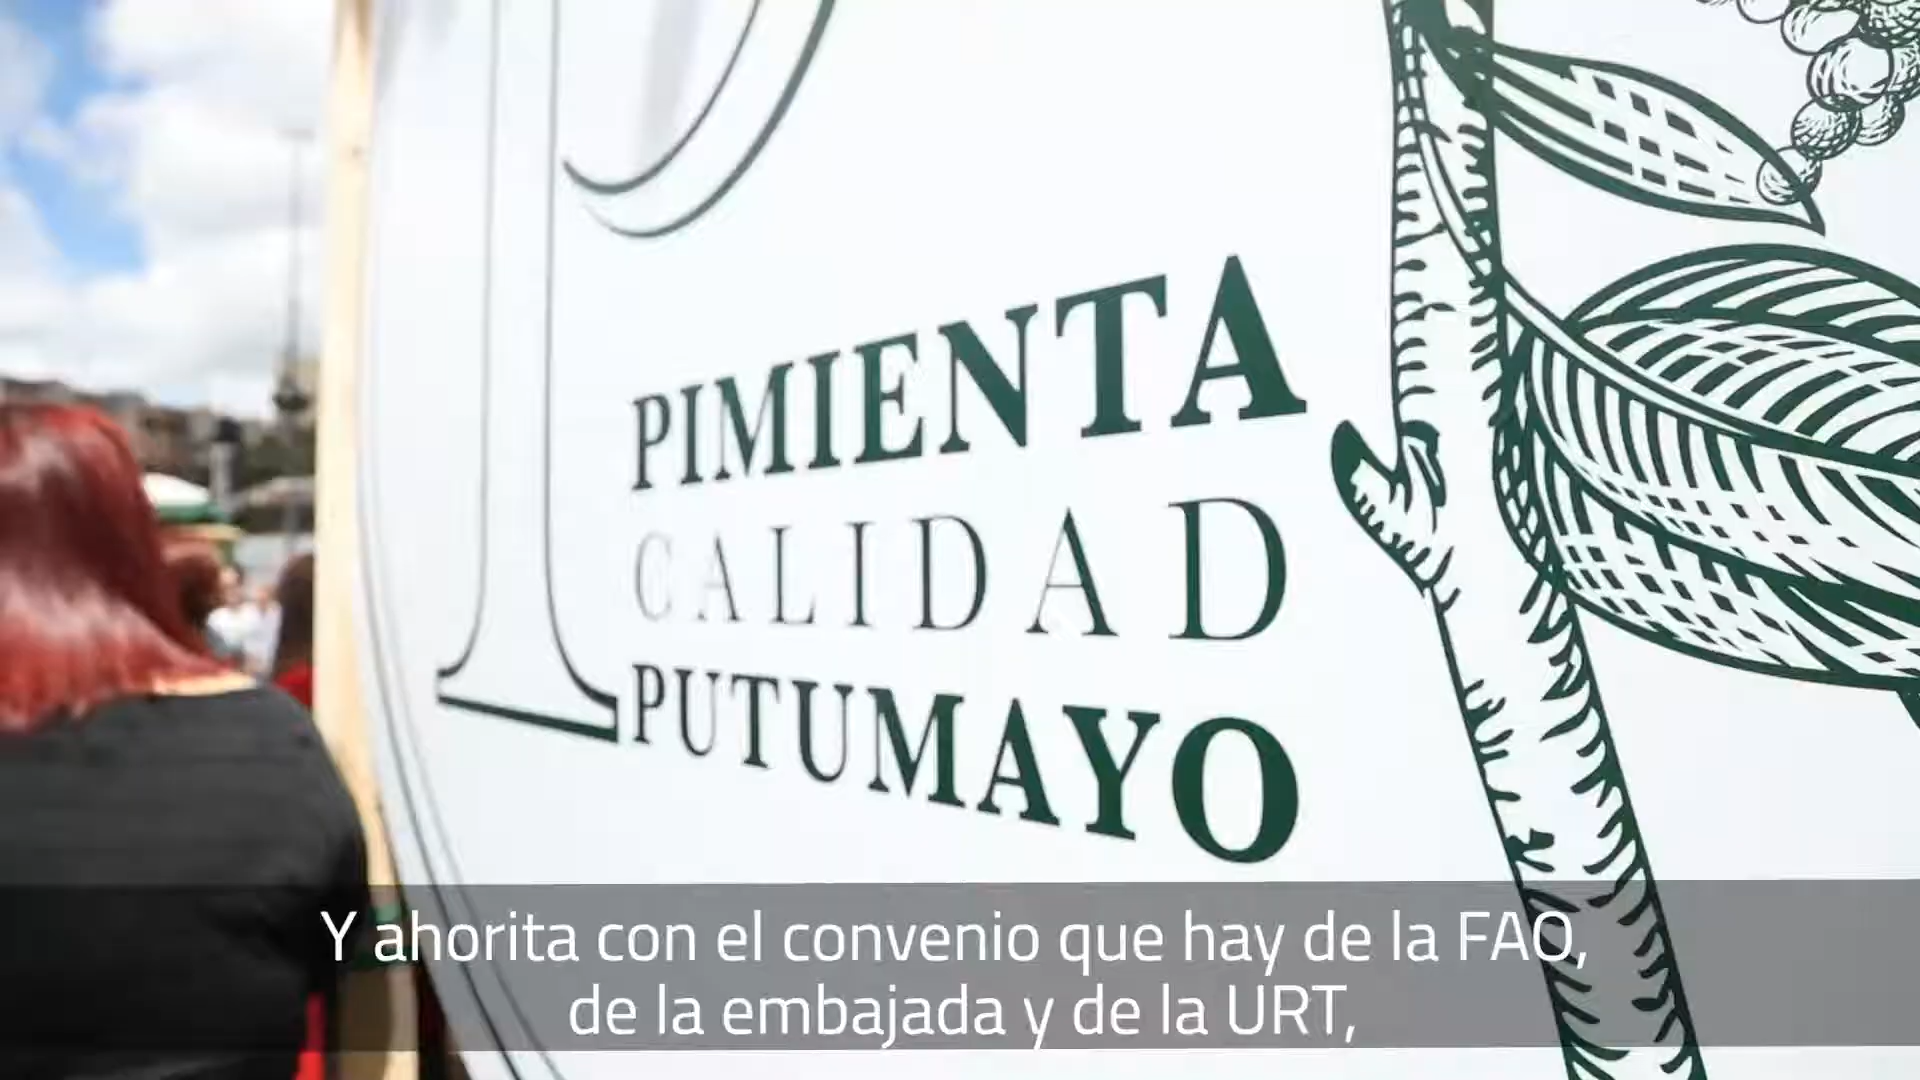 P
PIMIENTA
CALIDAD
PUTUMAYO
Y ahorita con el convenio que hay de la FAO,
de la embajada y de la URT,